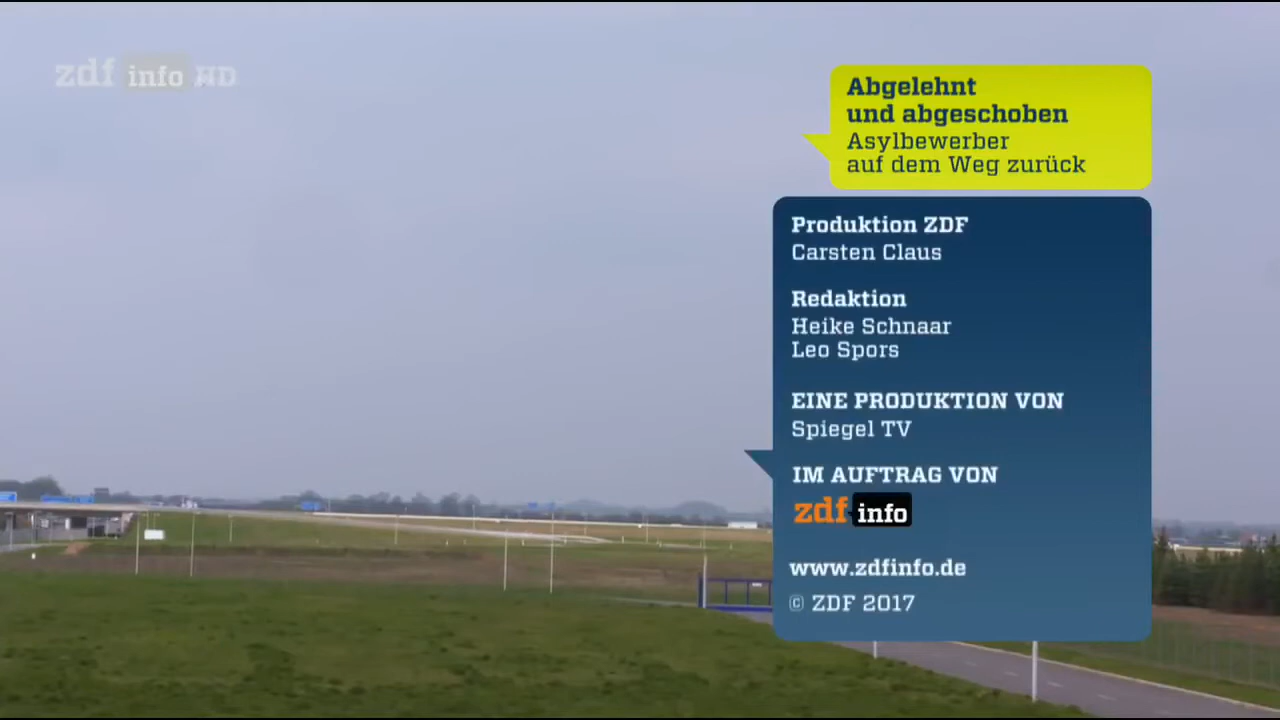 zdf info HD
Abgelehnt
und abgeschoben
Asylbewerber
auf dem Weg zurück
Produktion ZDF
Carsten Claus
Redaktion
Heike Schnaar
Leo Spors
EINE PRODUKTION VON
Spiegel TV
IM AUFTRAG VON
zdf info
www.zdfinfo.de
© ZDF 2017